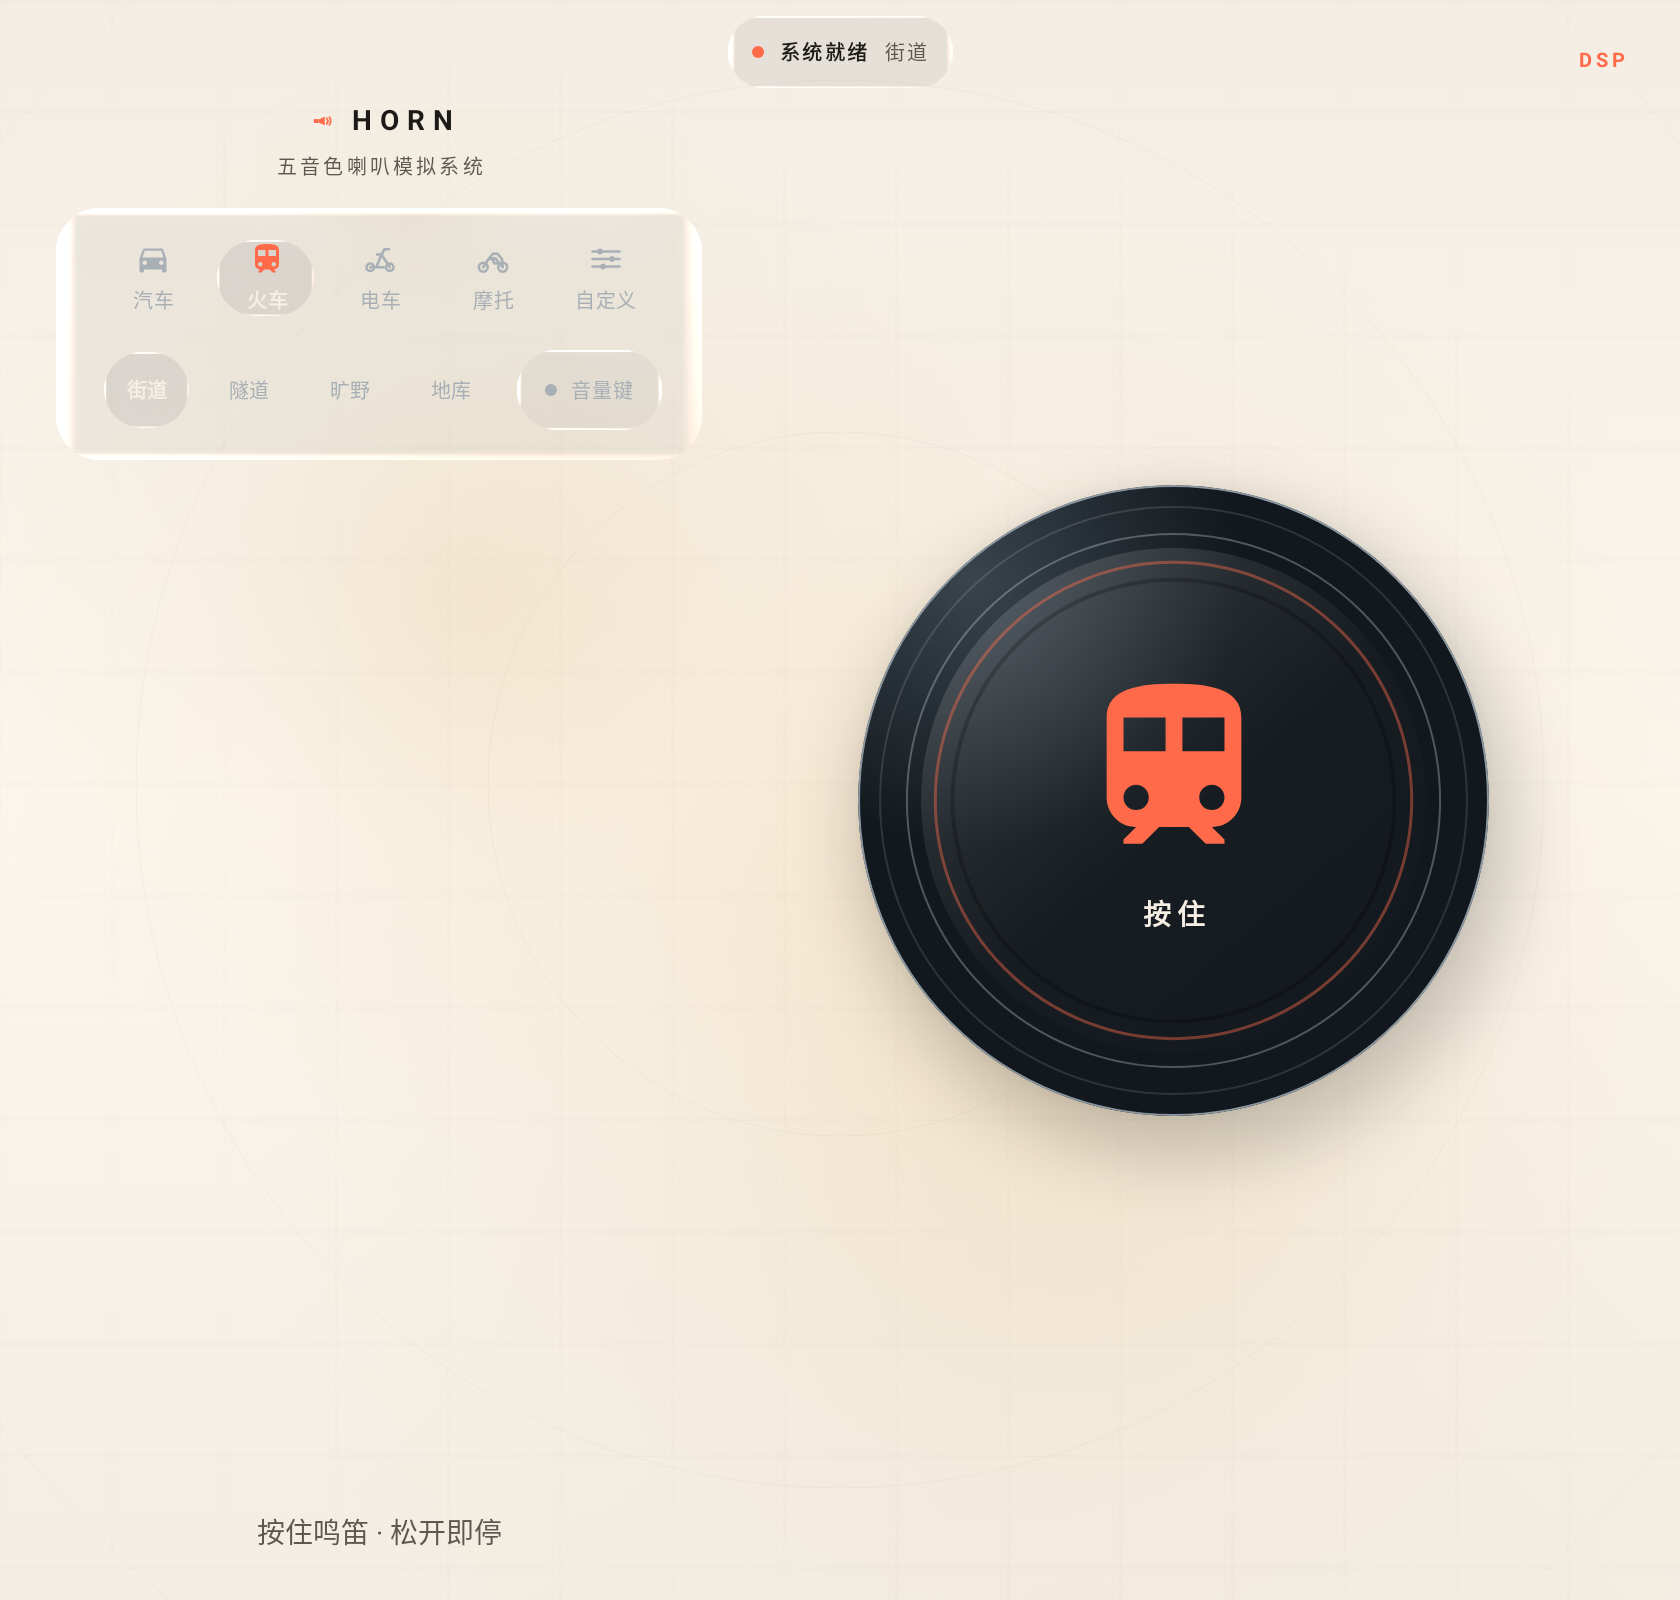 系统就绪 街道
DSP
HORN
五音色喇叭模拟系统
汽车 火车 电车 摩托 自定义
街道 隧道 旷野 地库 音量键
按住
按住鸣笛 · 松开即停